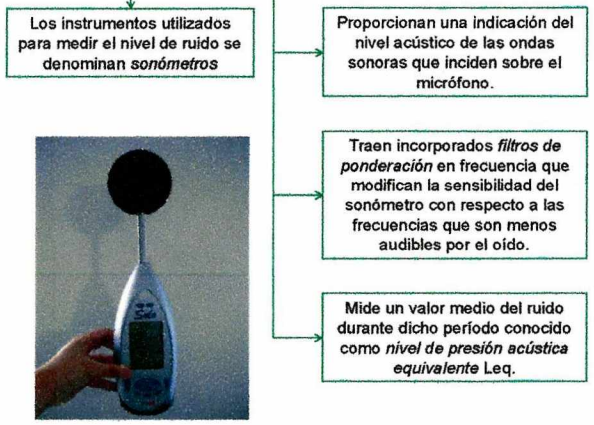 Los instrumentos utilizados
para medir el nivel de ruido se
denominan sonómetros
Proporcionan una indicación del
nivel acústico de las ondas
sonoras que inciden sobre el
micrófono.
Traen incorporados filtros de
ponderación en frecuencia que
modifican la sensibilidad del
sonómetro con respecto a las
frecuencias que son menos
audibles por el oído.
Mide un valor medio del ruido
durante dicho período conocido
como nivel de presión acústica
equivalente Leq.